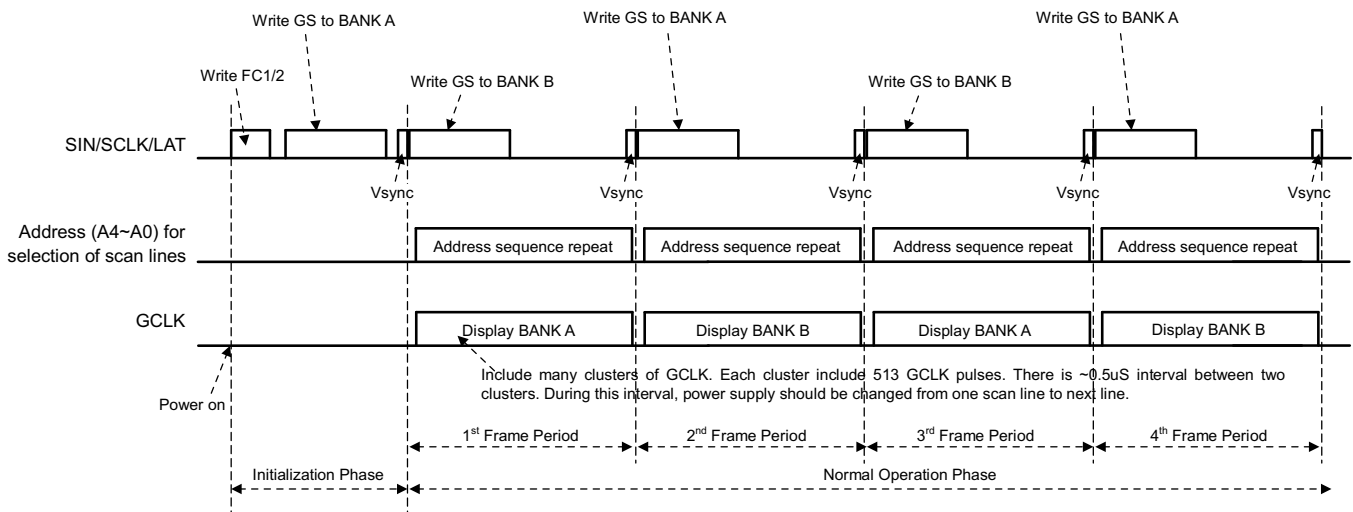 Write GS to BANK A
Write GS to BANK A
Write GS to BANK A
Write FC1/2
Write GS to BANK B
Write GS to BANK B
SIN/SCLK/LAT
Vsync
Vsync
Vsync
Vsync
Vsync
Address (A4~A0) for
selection of scan lines
Address sequence repeat
Address sequence repeat
Address sequence repeat
Address sequence repeat
GCLK
Display BANK A
Display BANK B
Display BANK A
Display BANK B
Include many clusters of GCLK. Each cluster include 513 GCLK pulses. There is ~0.5uS interval between two
clusters. During this interval, power supply should be changed from one scan line to next line.
Power on
1st Frame Period
2nd Frame Period
3rd Frame Period
4th Frame Period
Initialization Phase
Normal Operation Phase